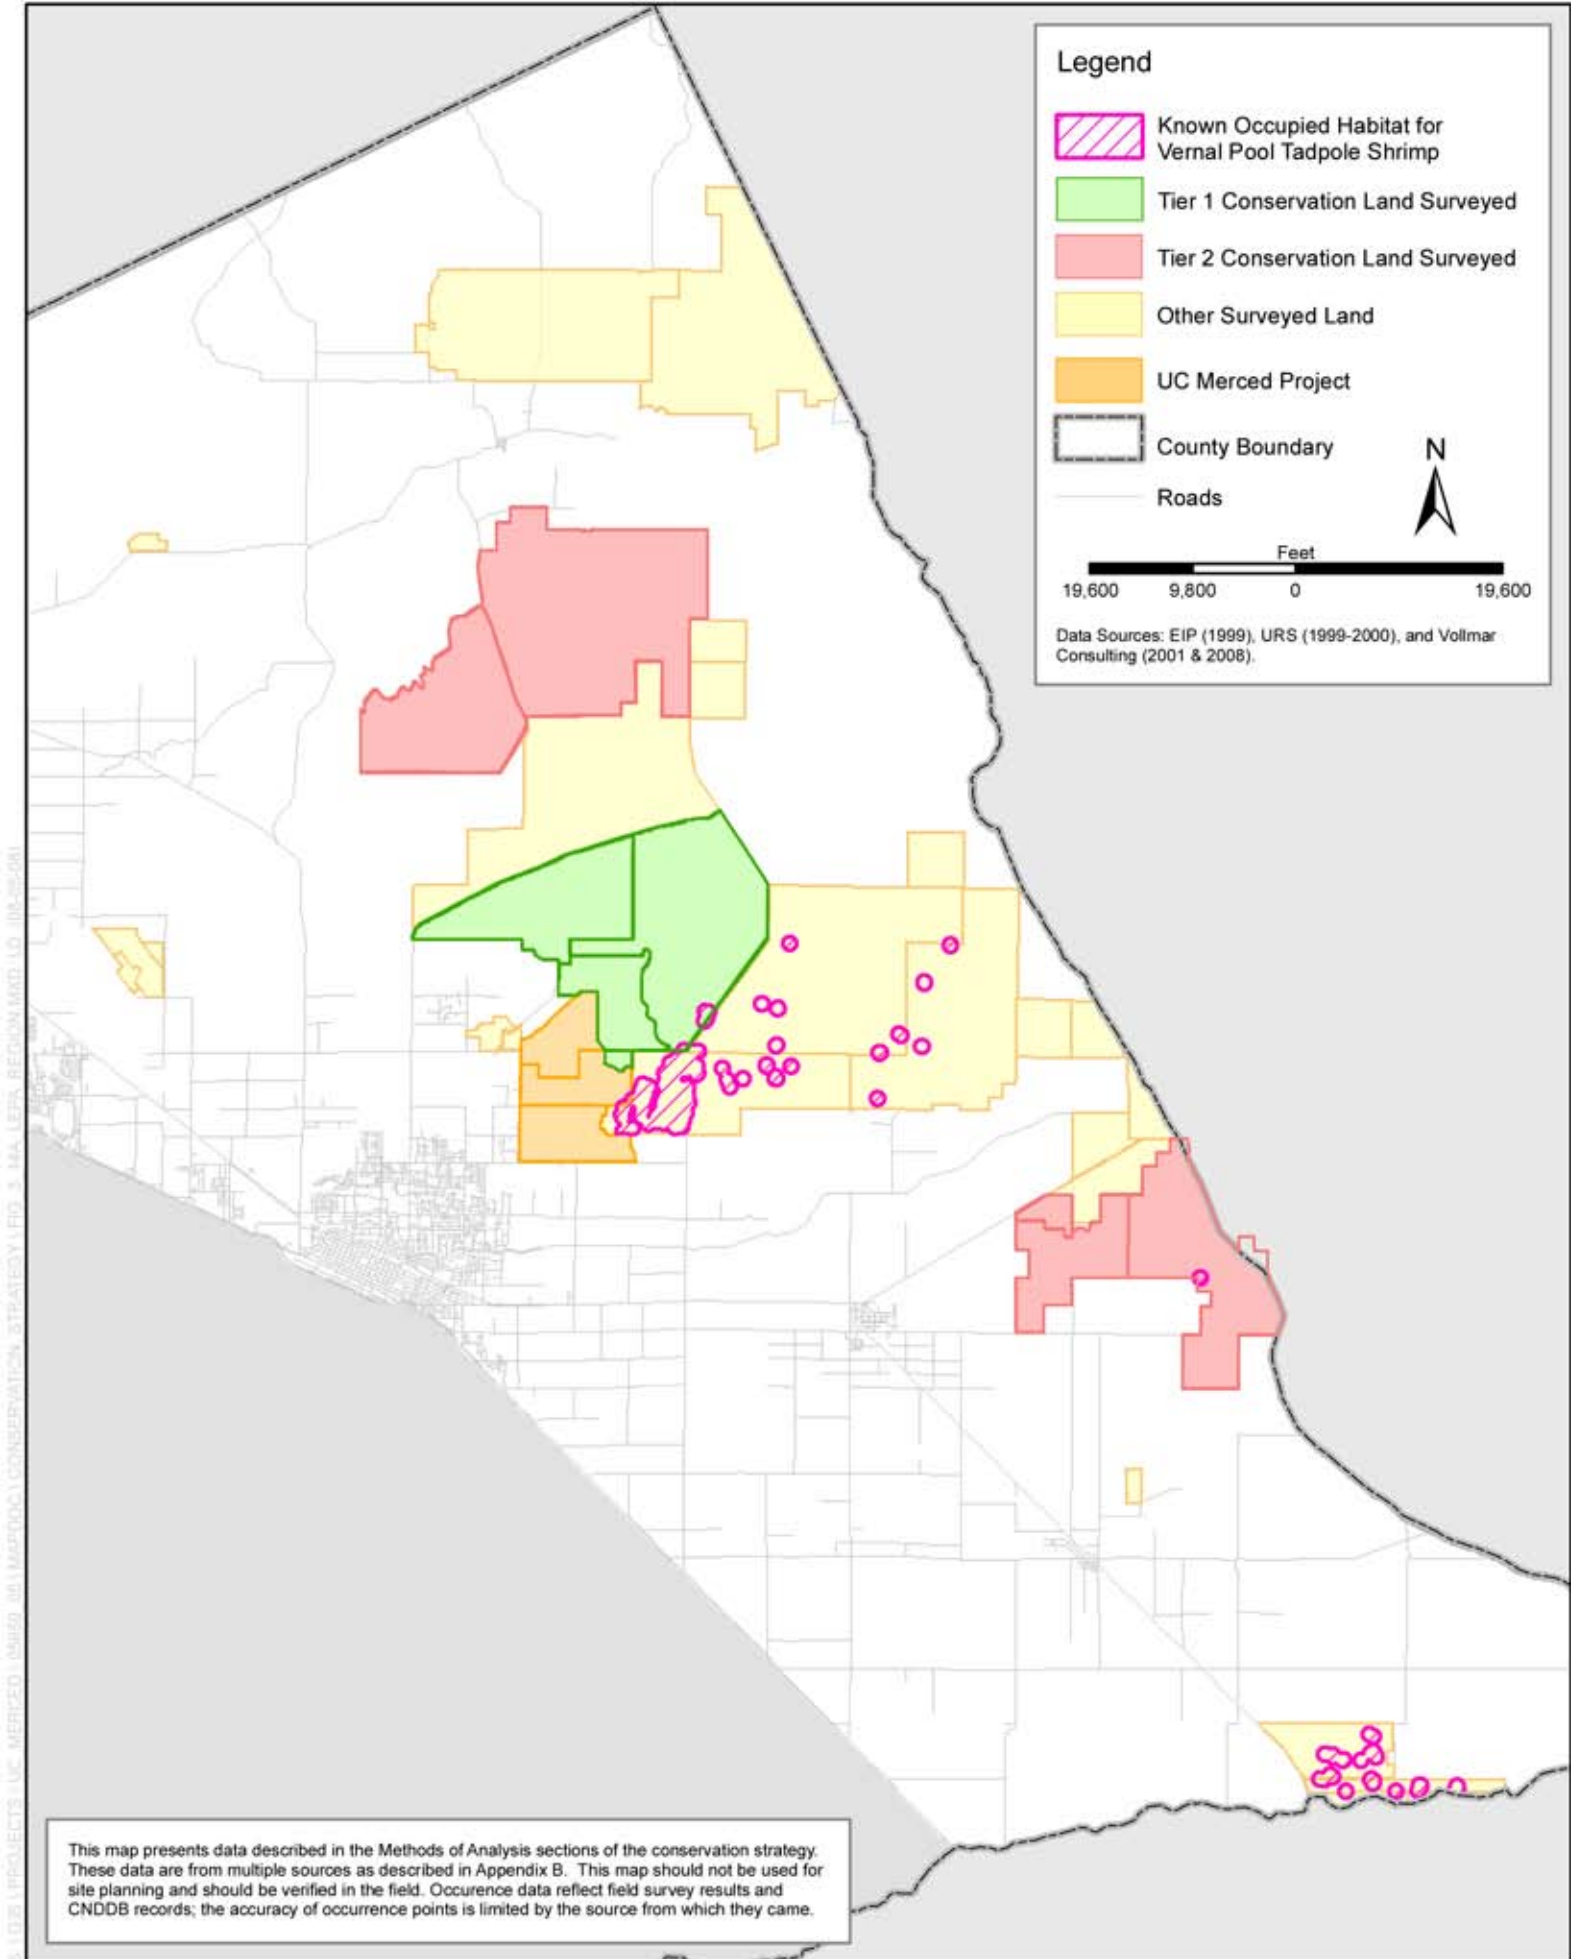 Legend
Known Occupied Habitat for
Vernal Pool Tadpole Shrimp
Tier 1 Conservation Land Surveyed
Tier 2 Conservation Land Surveyed
Other Surveyed Land
UC Merced Project
County Boundary
N
Roads
Feet
19,600 9,800 0 19,600
Data Sources: EIP (1999), URS (1999-2000), and Vollmar
Consulting (2001 & 2008).
This map presents data described in the Methods of Analysis sections of the conservation strategy.
These data are from multiple sources as described in Appendix B. This map should not be used for
site planning and should be verified in the field. Occurence data reflect field survey results and
CNDDB records; the accuracy of occurrence points is limited by the source from which they came.